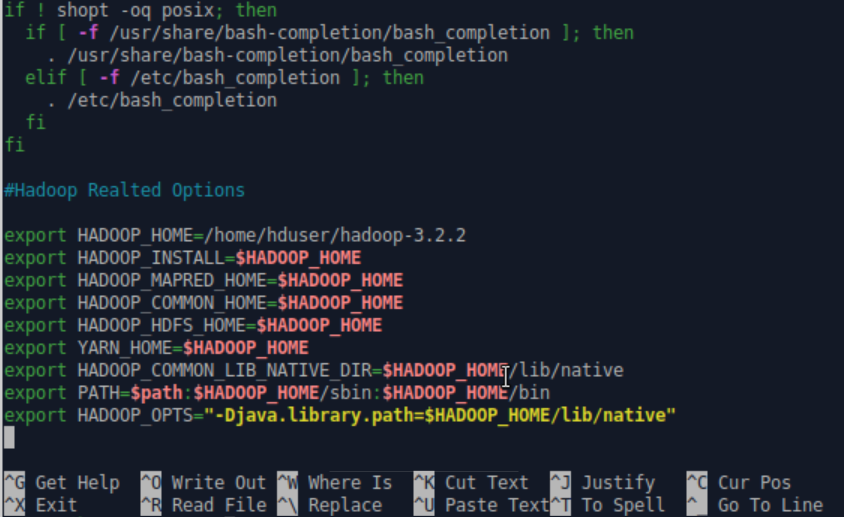 if ! shopt -oq posix; then
  if [ -f /usr/share/bash-completion/bash_completion ]; then
    . /usr/share/bash-completion/bash_completion
  elif [ -f /etc/bash_completion ]; then
    . /etc/bash_completion
  fi
fi

#Hadoop Realted Options

export HADOOP_HOME=/home/hduser/hadoop-3.2.2
export HADOOP_INSTALL=$HADOOP_HOME
export HADOOP_MAPRED_HOME=$HADOOP_HOME
export HADOOP_COMMON_HOME=$HADOOP_HOME
export HADOOP_HDFS_HOME=$HADOOP_HOME
export YARN_HOME=$HADOOP_HOME
export HADOOP_COMMON_LIB_NATIVE_DIR=$HADOOP_HOME/lib/native
export PATH=$path:$HADOOP_HOME/sbin:$HADOOP_HOME/bin
export HADOOP_OPTS="-Djava.library.path=$HADOOP_HOME/lib/native"

^G Get Help  ^O Write Out ^W Where Is  ^K Cut Text  ^J Justify   ^C Cur Pos
^X Exit      ^R Read File ^\ Replace   ^U Paste Text^T To Spell  ^_ Go To Line